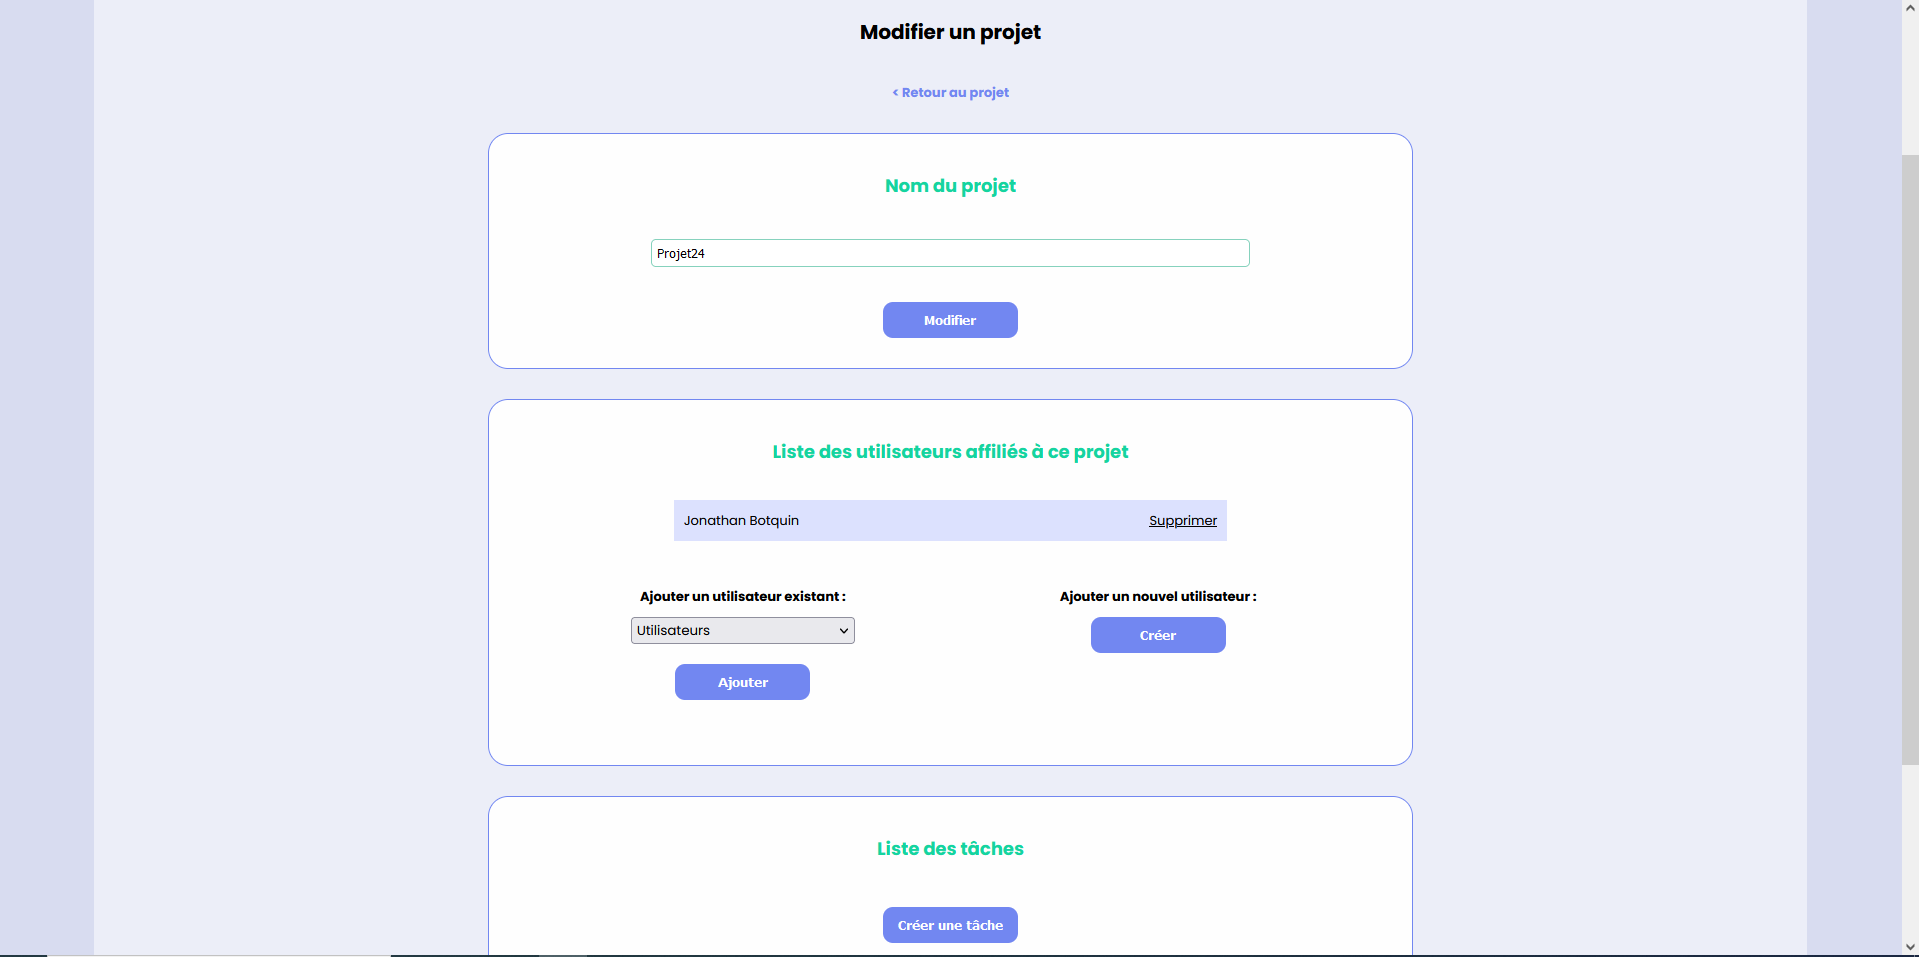 Modifier un projet
< Retour au projet
Nom du projet
Projet24
Modifier
Liste des utilisateurs affiliés à ce projet
Jonathan Botquin Supprimer
Ajouter un utilisateur existant :
Utilisateurs
Ajouter
Ajouter un nouvel utilisateur :
Créer
Liste des tâches
Créer une tâche